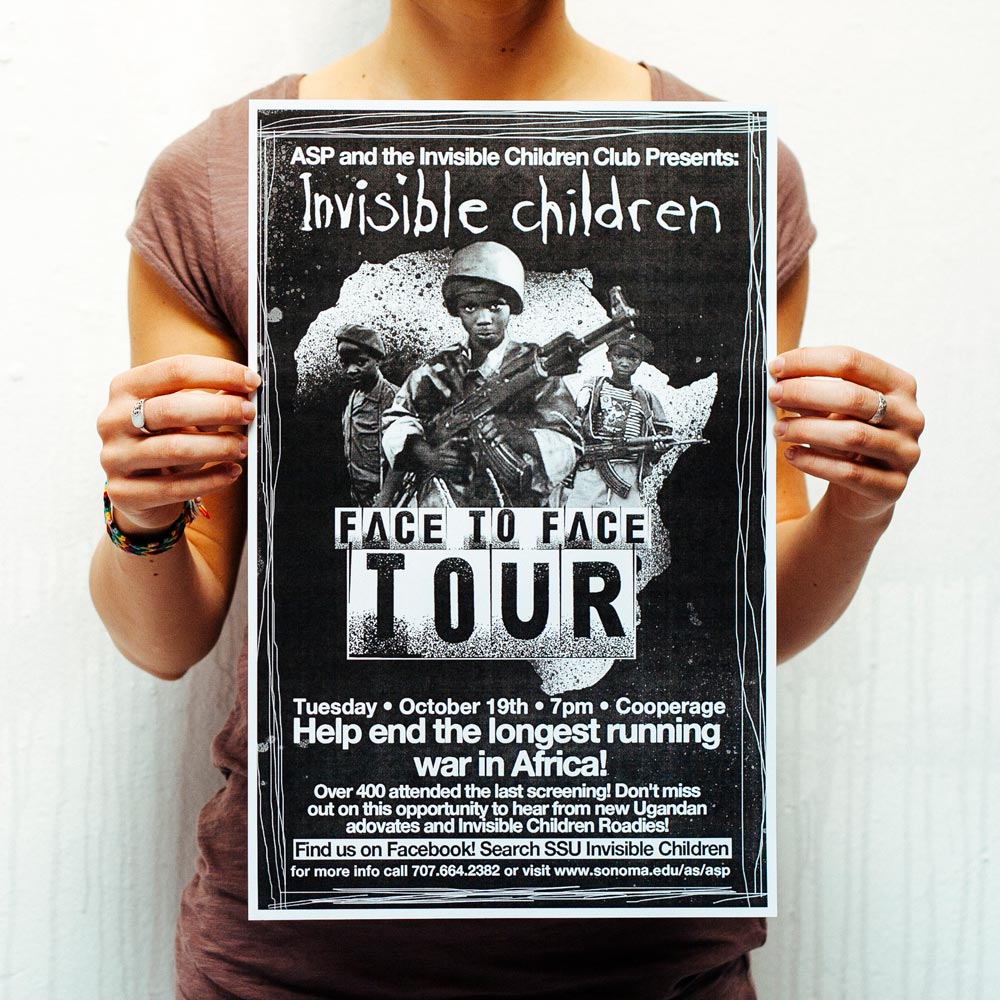 ASP and the Invisible Children Club Presents:
Invisible children
FACE TO FACE
TOUR
Tuesday • October 19th • 7pm • Cooperage
Help end the longest running
war in Africa!
Over 400 attended the last screening! Don't miss
out on this opportunity to hear from new Ugandan
adovates and Invisible Children Roadies!
Find us on Facebook! Search SSU Invisible Children
for more info call 707.664.2382 or visit www.sonoma.edu/as/asp